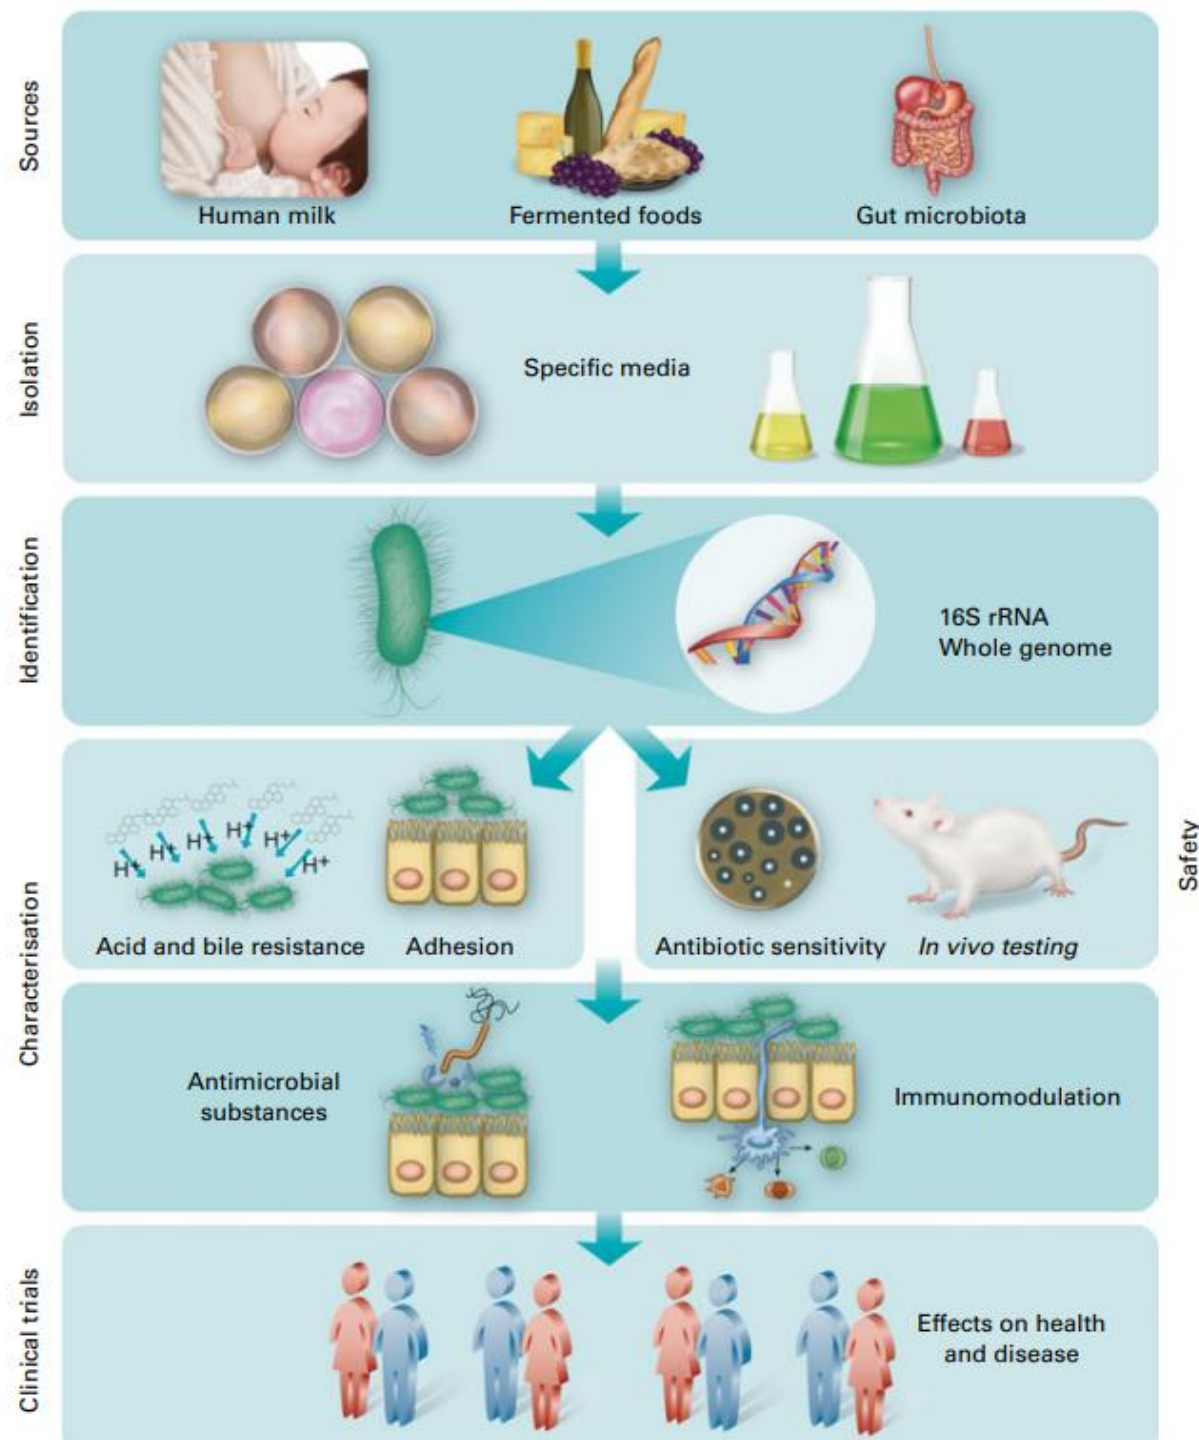 Sources
Human milk
Fermented foods
Gut microbiota
Isolation
Specific media
Identification
16S rRNA
Whole genome
Characterisation
H+
H+
H+
H+
H+
H+
Acid and bile resistance
Adhesion
Antibiotic sensitivity
In vivo testing
Safety
Antimicrobial
substances
Immunomodulation
Clinical trials
Effects on health
and disease